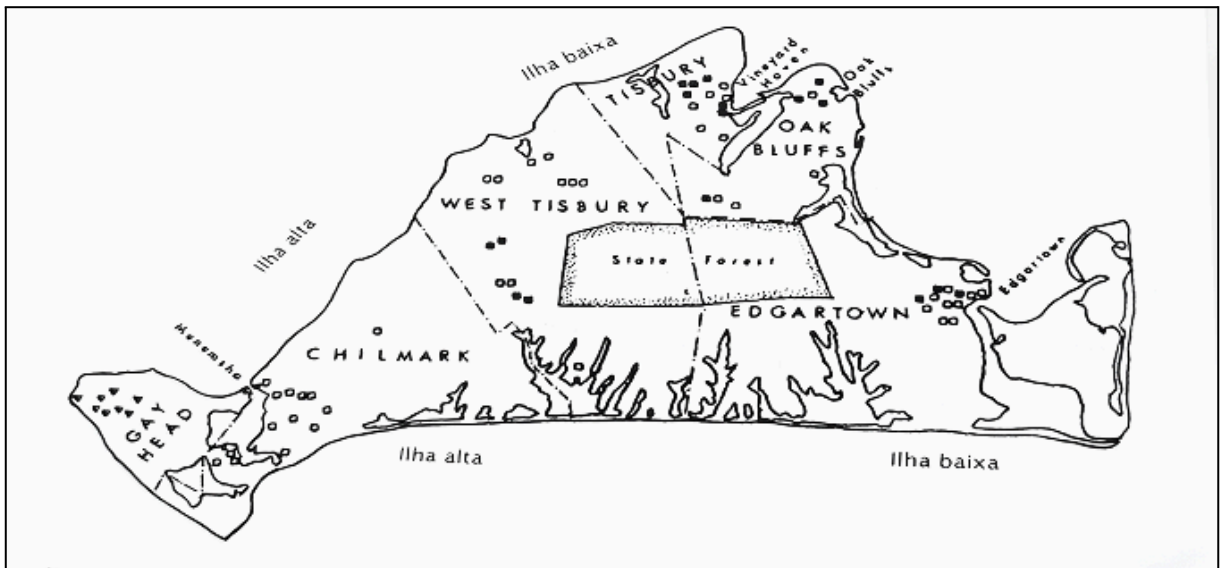 Ilha baixa
TISBURY
Vineyard
Haven
Oak
Bluffs
OAK
BLUFFS
WEST TISBURY
Ilha alta
State Forest
Edgartown
EDGARTOWN
Menemsha
CHILMARK
GAY
HEAD
Ilha alta
Ilha baixa